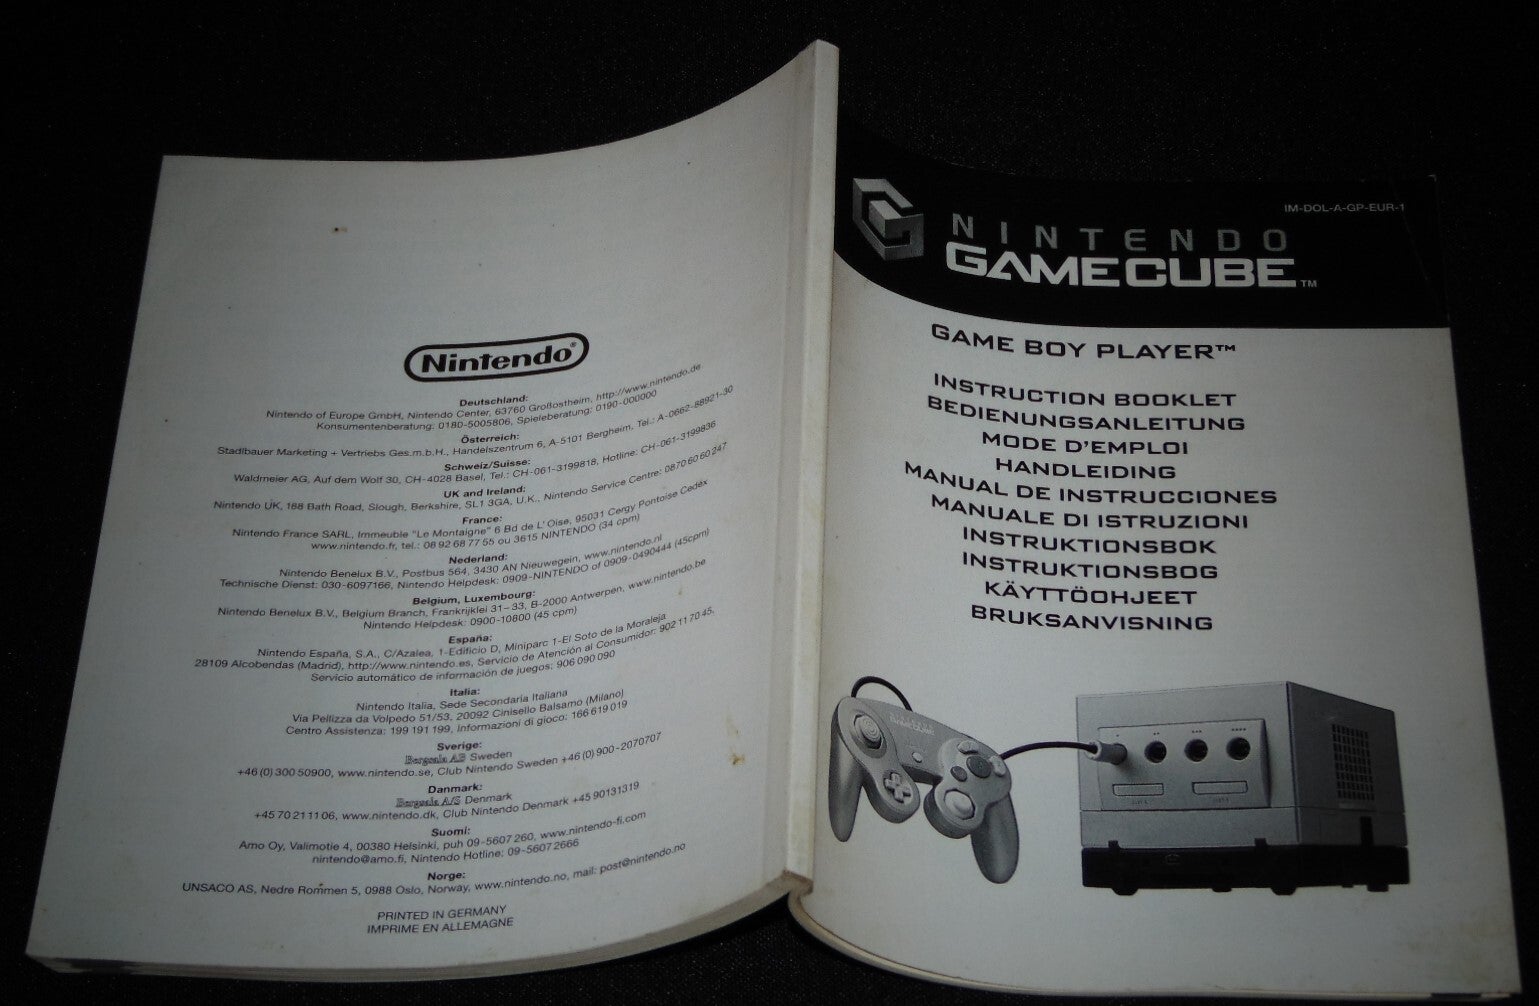 Nintendo®
Deutschland:
Nintendo of Europe GmbH, Nintendo Center, 63760 Großostheim, http://www.nintendo.de
Konsumentenberatung: 0180-5005806, Spieleberatung: 0190-000000
Österreich:
Stadlbauer Marketing + Vertriebs Ges.m.b.H., Handelszentrum 6, A-5101 Bergheim, Tel.: A-0662-88921-30
Schweiz/Suisse:
Waldmeier AG, Auf dem Wolf 30, CH-4028 Basel, Tel.: CH-061-3199818, Hotline: CH-061-3199836
UK and Ireland:
Nintendo UK, 188 Bath Road, Slough, Berkshire, SL1 3GA, U.K., Nintendo Service Centre: 0870 60 60 247
France:
Nintendo France SARL, Immeuble "Le Montaigne" 6 Bd de L'Oise, 95031 Cergy Pontoise Cedex
www.nintendo.fr, tel.: 08 92 68 77 55 ou 3615 NINTENDO (34 cpm)
Nederland:
Nintendo Benelux B.V., Postbus 564, 3430 AN Nieuwegein, www.nintendo.nl
Technische Dienst: 030-6097166, Nintendo Helpdesk: 0909-NINTENDO of 0909-0490444 (45cpm)
Belgium, Luxembourg:
Nintendo Benelux B.V., Belgium Branch, Frankrijklei 31–33, B-2000 Antwerpen, www.nintendo.be
Nintendo Helpdesk: 0900-10800 (45 cpm)
España:
Nintendo España, S.A., C/Azalea, 1-Edificio D, Miniparc 1-El Soto de la Moraleja
28109 Alcobendas (Madrid), http://www.nintendo.es, Servicio de Atención al Consumidor: 902 11 70 45,
Servicio automático de información de juegos: 906 090 090
Italia:
Nintendo Italia, Sede Secondaria Italiana
Via Pellizza da Volpedo 51/53, 20092 Cinisello Balsamo (Milano)
Centro Assistenza: 199 191 199, Informazioni di gioco: 166 619 019
Sverige:
Bergsala AB Sweden
+46 (0) 300 50900, www.nintendo.se, Club Nintendo Sweden +46 (0) 900-2070707
Danmark:
Bergsala A/S Denmark
+45 70 21 11 06, www.nintendo.dk, Club Nintendo Denmark +45 90131319
Suomi:
Amo Oy, Valimotie 4, 00380 Helsinki, puh 09-5607 260, www.nintendo-fi.com
nintendo@amo.fi, Nintendo Hotline: 09-5607 2666
Norge:
UNSACO AS, Nedre Rommen 5, 0988 Oslo, Norway, www.nintendo.no, mail: post@nintendo.no
PRINTED IN GERMANY
IMPRIME EN ALLEMAGNE
IM-DOL-A-GP-EUR-1
NINTENDO
GAMECUBE™
GAME BOY PLAYER™
INSTRUCTION BOOKLET
BEDIENUNGSANLEITUNG
MODE D'EMPLOI
HANDLEIDING
MANUAL DE INSTRUCCIONES
MANUALE DI ISTRUZIONI
INSTRUKTIONSBOK
INSTRUKTIONSBOG
KÄYTTÖOHJEET
BRUKSANVISNING